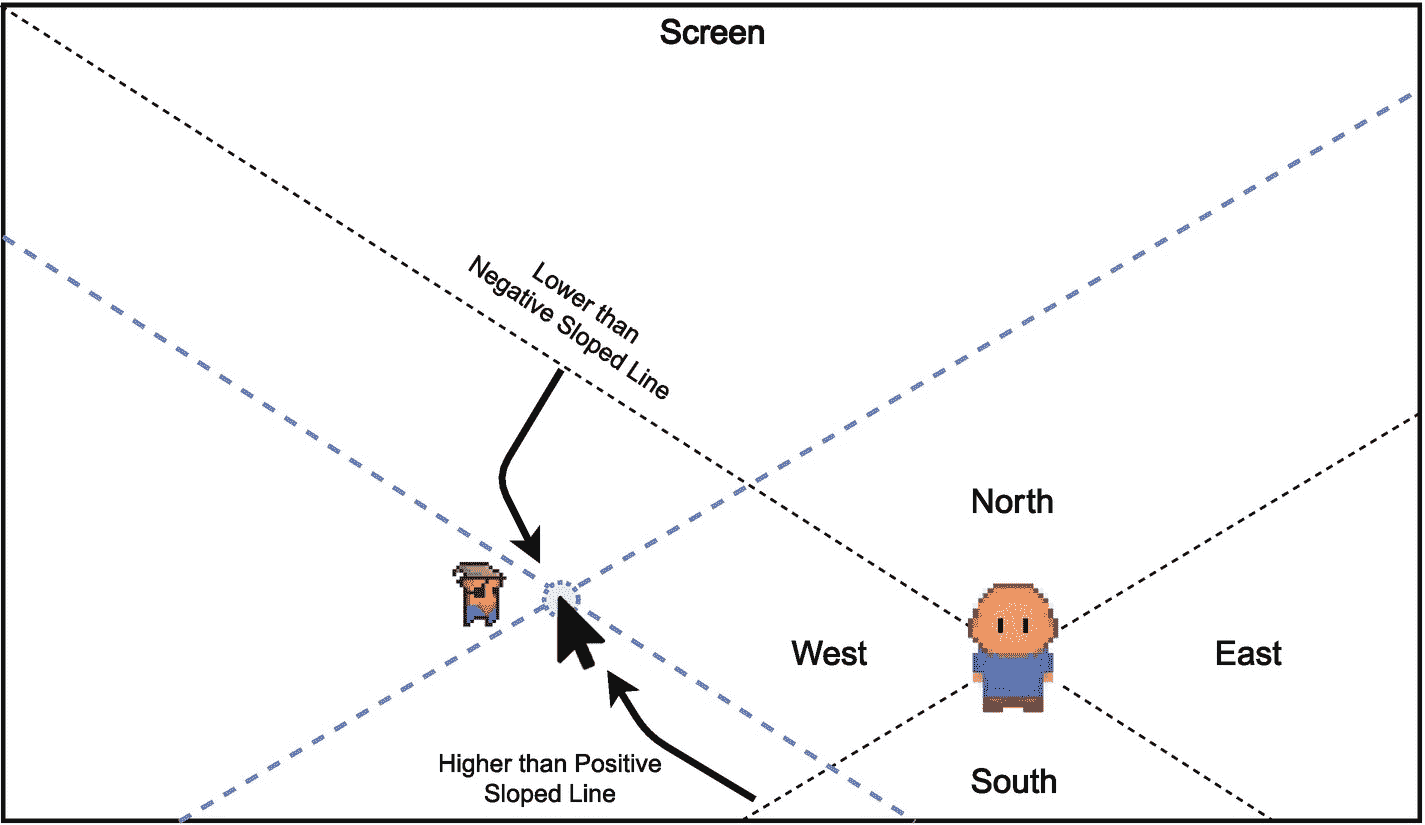 Screen
Lower than
Negative Sloped Line
North
West
East
Higher than Positive
Sloped Line
South